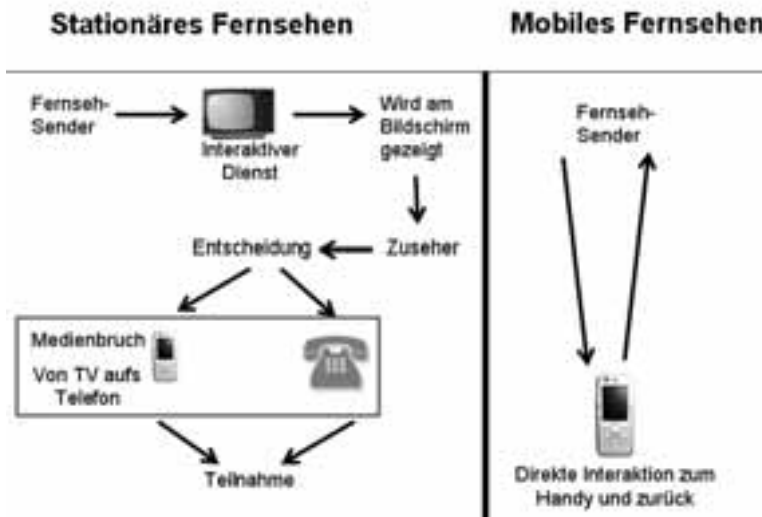 Stationäres Fernsehen
Mobiles Fernsehen
Fernseh-
Sender
Interaktiver
Dienst
Wird am
Bildschirm
gezeigt
Zuseher
Entscheidung
Medienbruch
Von TV aufs
Telefon
Teilnahme
Fernseh-
Sender
Direkte Interaktion zum
Handy und zurück